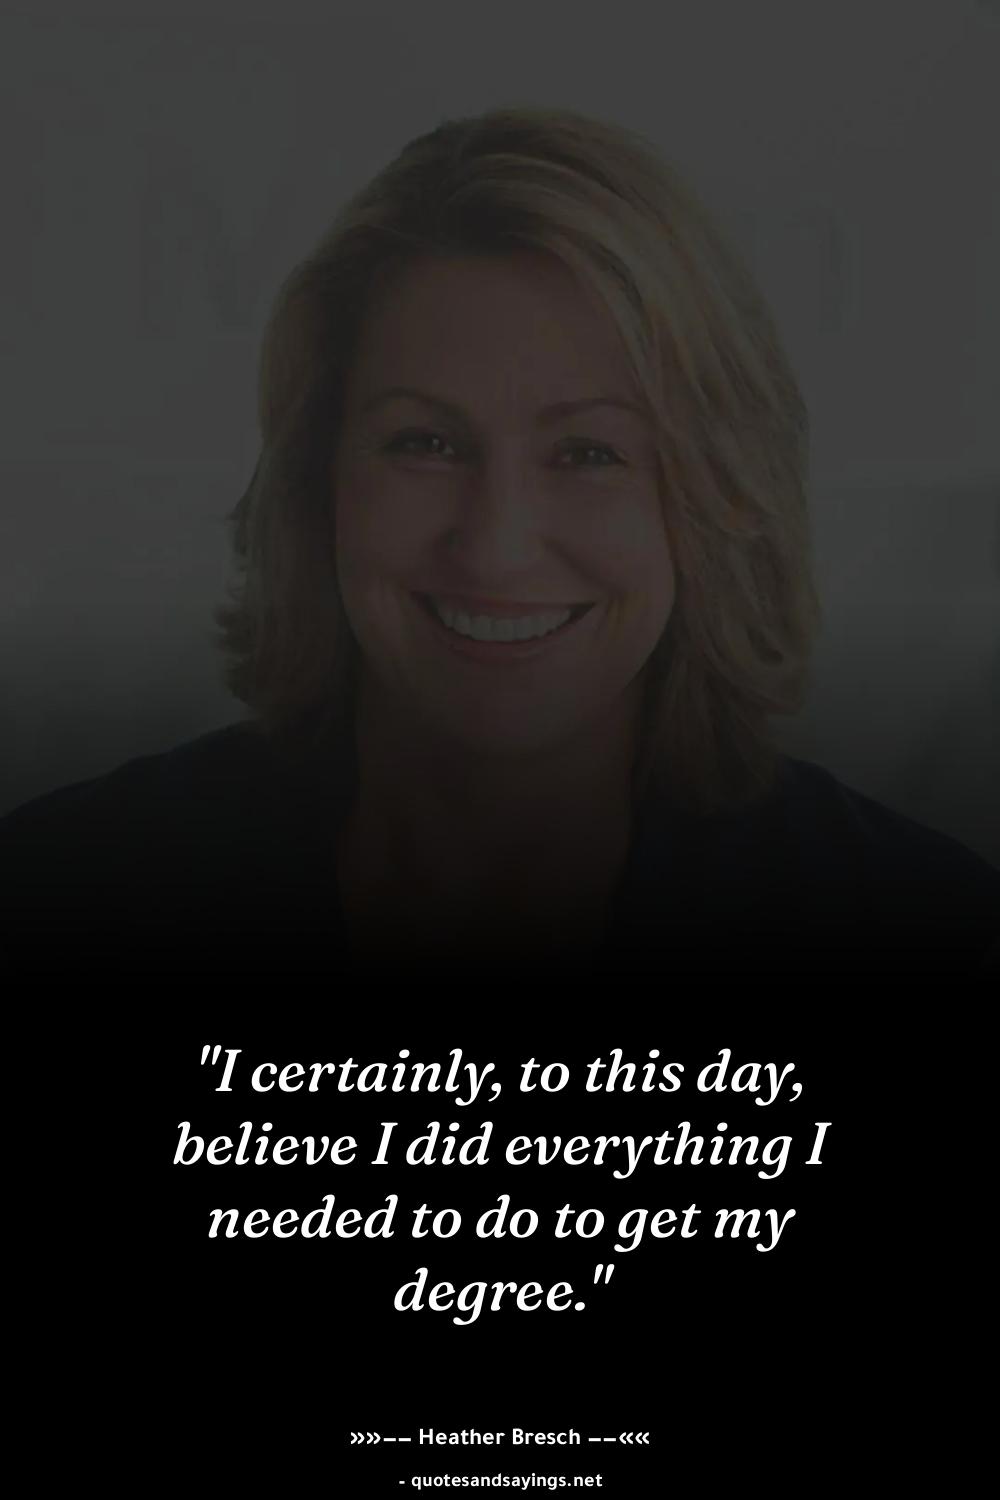 "I certainly, to this day,
believe I did everything I
needed to do to get my
degree."
»»−− Heather Bresch −−««
- quotesandsayings.net